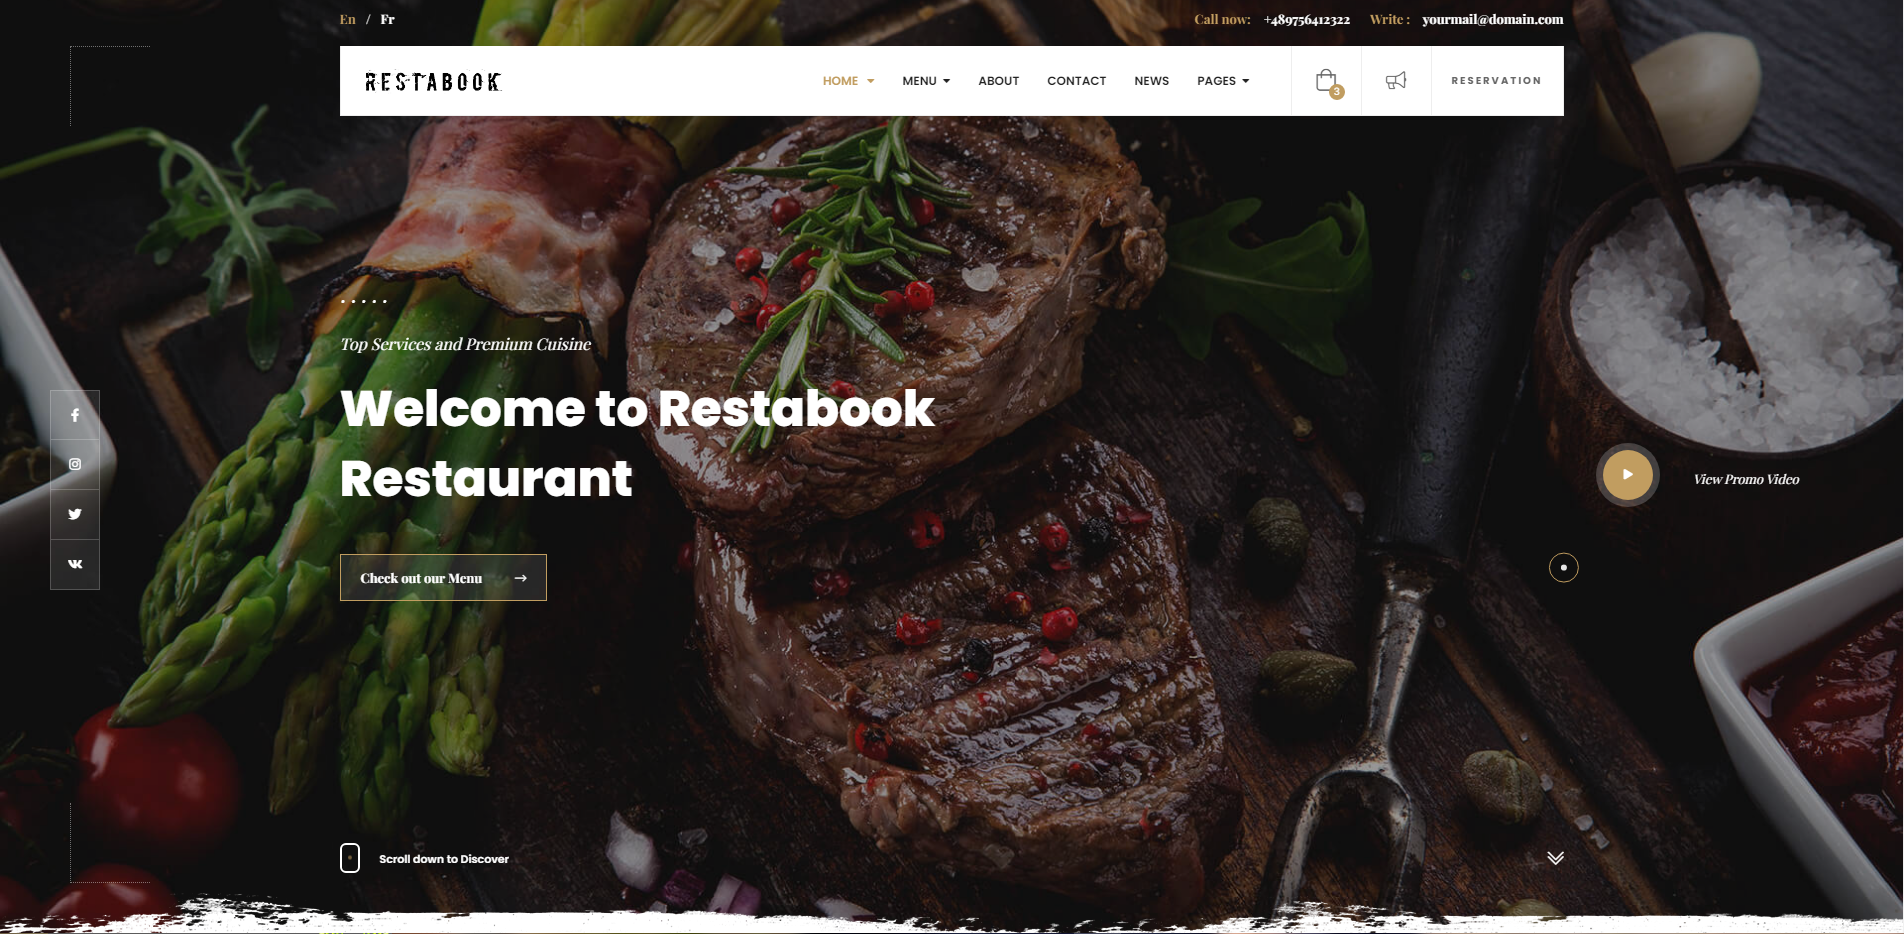 En / Fr
Call now: +489756412322 Write : yourmail@domain.com
RESTABOOK
HOME MENU ABOUT CONTACT NEWS PAGES
3
RESERVATION
Top Services and Premium Cuisine
Welcome to Restabook
Restaurant
View Promo Video
Check out our Menu →
Scroll down to Discover